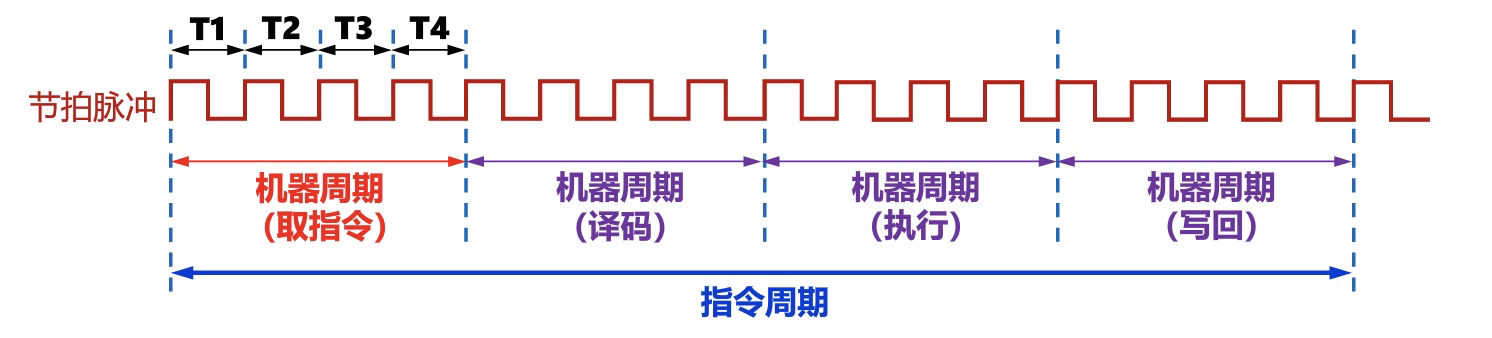 T1 T2 T3 T4
节拍脉冲
机器周期 机器周期 机器周期 机器周期
(取指令) (译码) (执行) (写回)
指令周期